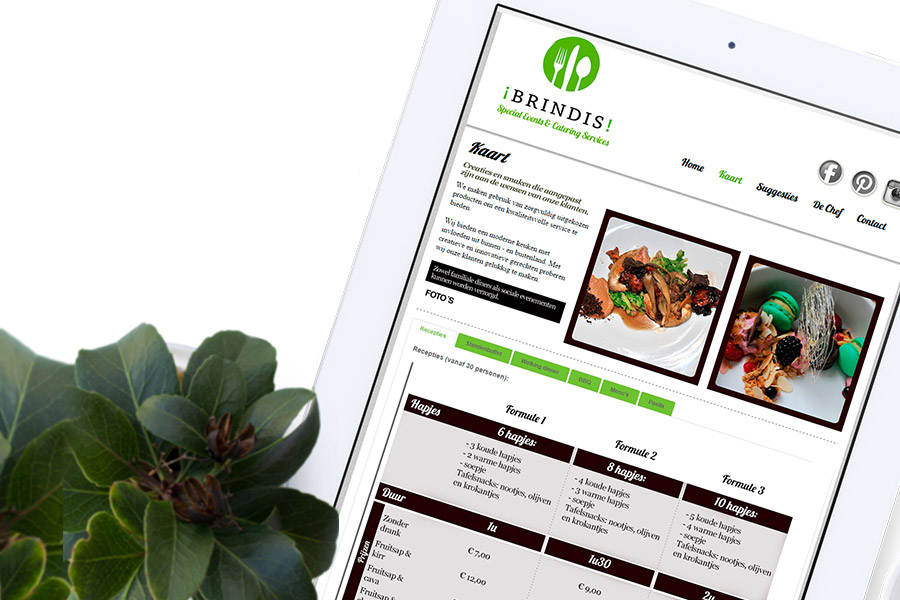 ¡BRINDIS!
Special Events & Catering Services
Home
Kaart
Suggesties
De Chef
Contact
Kaart
Creaties en smaken die aangepast
zijn aan de wensen van onze klanten.
We maken gebruik van zorgvuldig uitgekozen
producten om een kwaliteitsvolle service te
bieden.
Wij bieden een moderne keuken met
invloeden uit binnen - en buitenland. Met
creatieve en innovatieve gerechten proberen
wij onze klanten gelukkig te maken.
Zowel familiale diners als sociale evenementen
kunnen worden verzorgd.
FOTO'S
Recepties
Wandelbuffet
Walking dinner
BBQ
Menu's
Paella
Recepties (vanaf 30 personen):
Formule 1
Formule 2
Formule 3
Hapjes
6 hapjes:
- 3 koude hapjes
- 2 warme hapjes
- soepje
Tafelsnacks: nootjes, olijven
en krokantjes
8 hapjes:
- 4 koude hapjes
- 3 warme hapjes
- soepje
Tafelsnacks: nootjes, olijven
en krokantjes
10 hapjes:
- 5 koude hapjes
- 4 warme hapjes
- soepje
Tafelsnacks: nootjes, olijven
en krokantjes
Duur
1u
1u30
2u
Prijzen
Zonder
drank
€ 7,00
€ 9,00
Fruitsap &
kirr
€ 12,00
Fruitsap &
cava
Fruitsap &